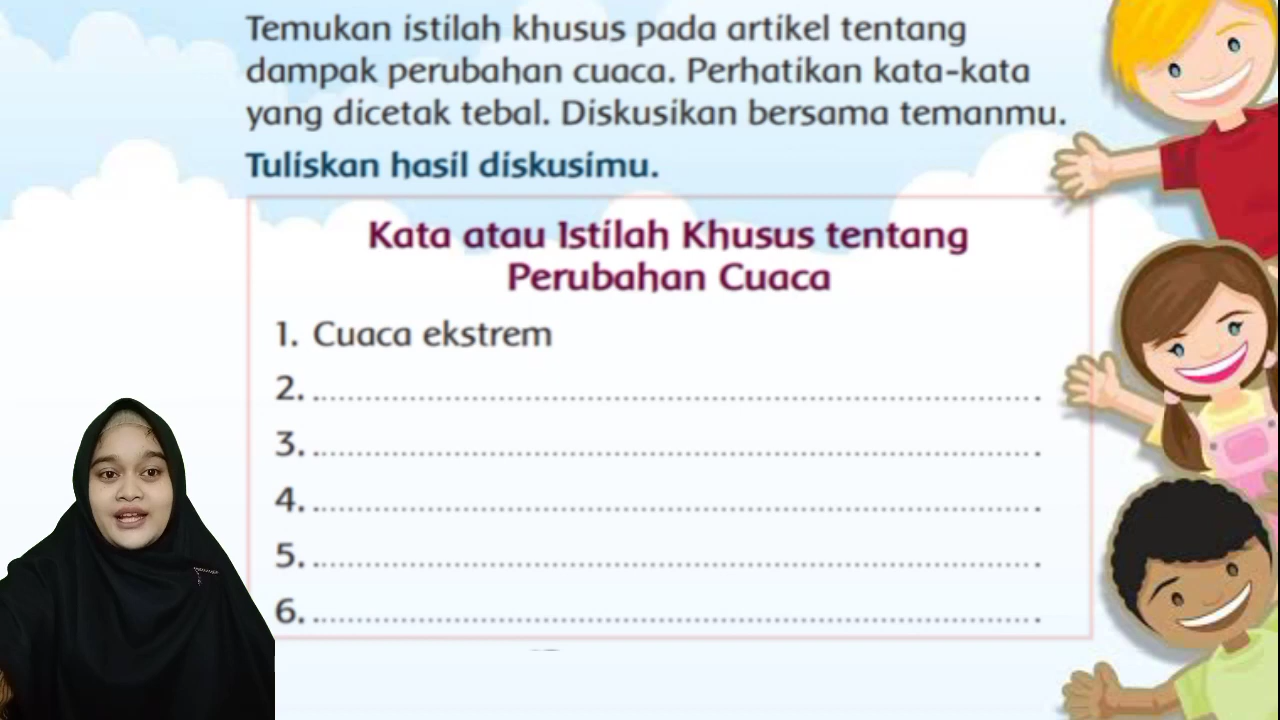 Temukan istilah khusus pada artikel tentang
dampak perubahan cuaca. Perhatikan kata-kata
yang dicetak tebal. Diskusikan bersama temanmu.
Tuliskan hasil diskusimu.
Kata atau Istilah Khusus tentang
Perubahan Cuaca
1. Cuaca ekstrem
2. ........................................................................ .
3. ........................................................................ .
4. ........................................................................ .
5. ........................................................................ .
6. ........................................................................ .